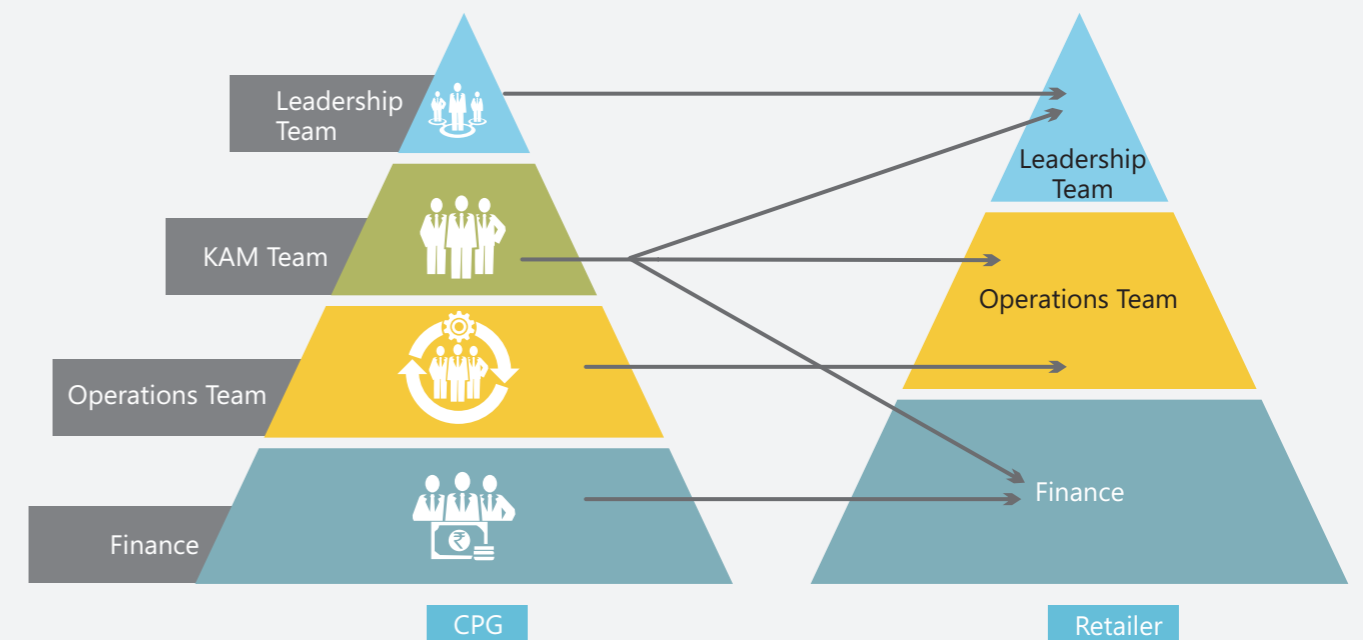 Leadership
Team
KAM Team
Operations Team
Finance
₹
CPG
Leadership
Team
Operations Team
Finance
Retailer